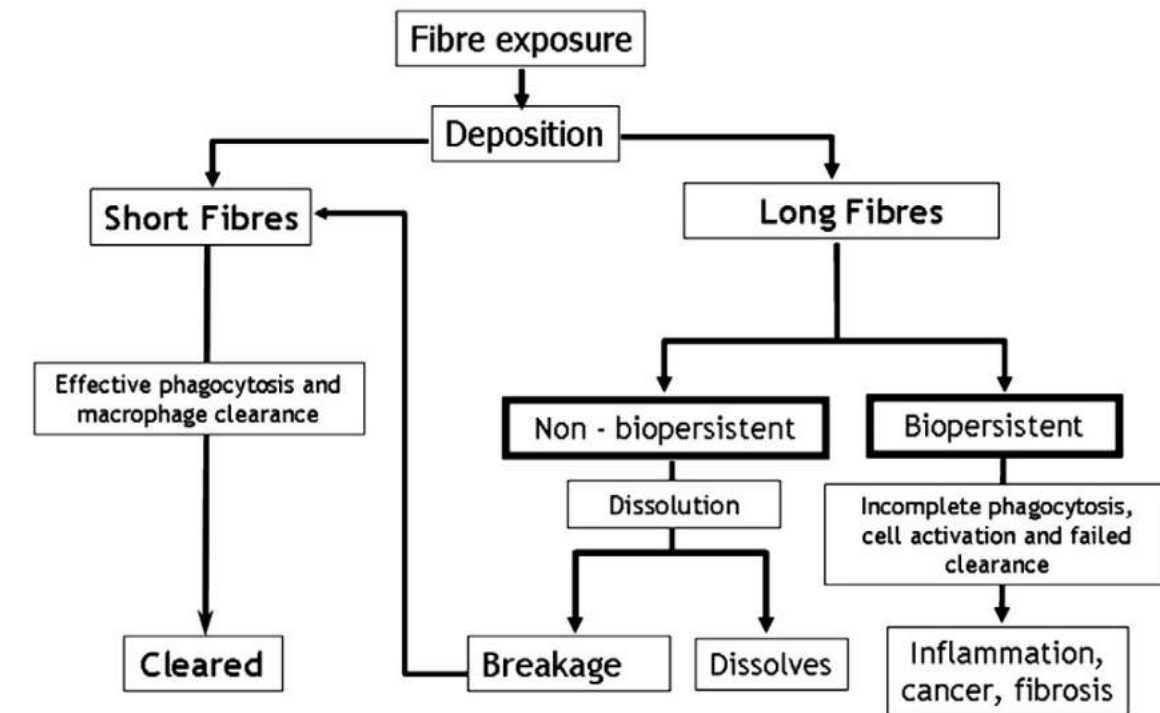 Fibre exposure
Deposition
Short Fibres
Long Fibres
Effective phagocytosis and
macrophage clearance
Non - biopersistent
Biopersistent
Dissolution
Incomplete phagocytosis,
cell activation and failed
clearance
Cleared
Breakage
Dissolves
Inflammation,
cancer, fibrosis